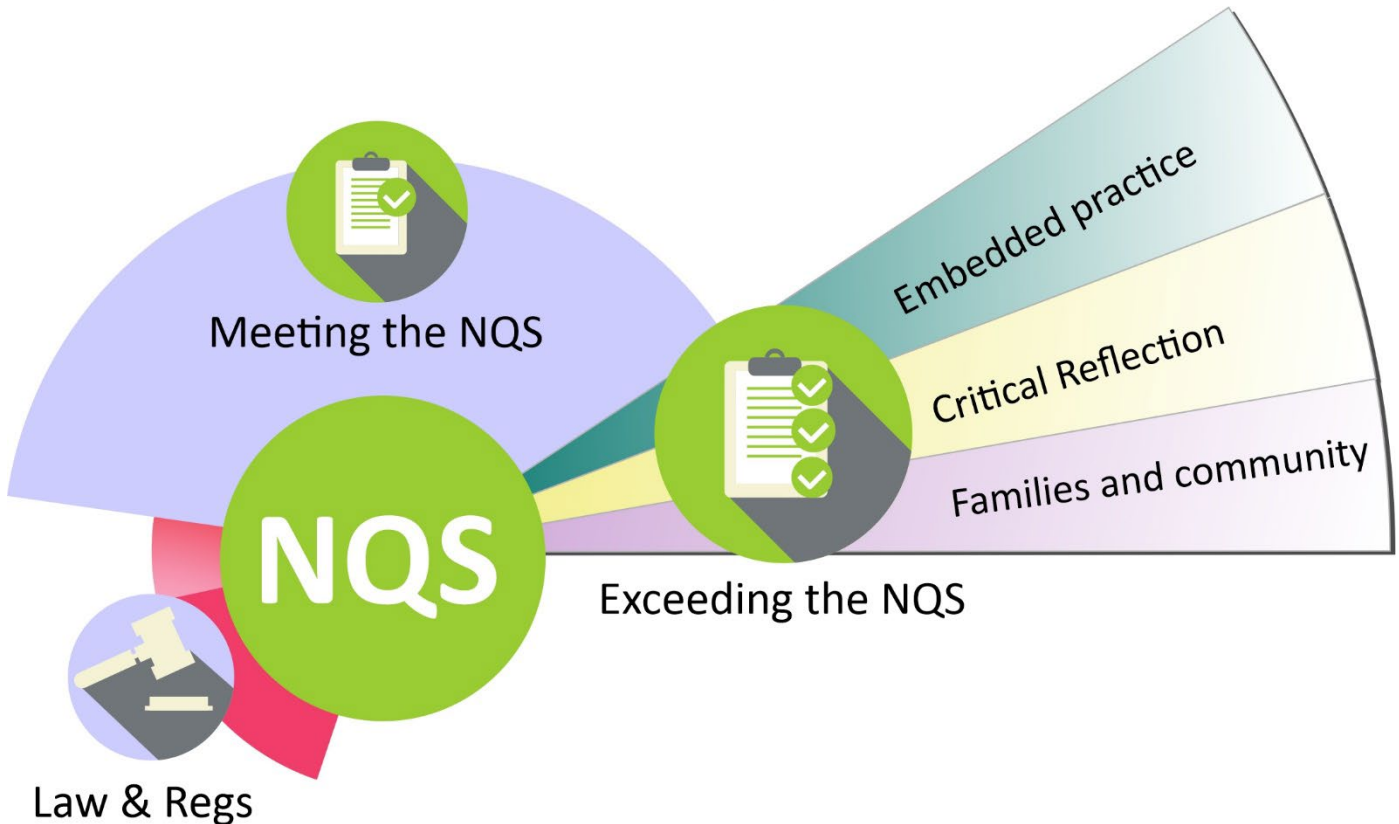 Meeting the NQS
Embedded practice
Critical Reflection
Families and community
NQS
Exceeding the NQS
Law & Regs